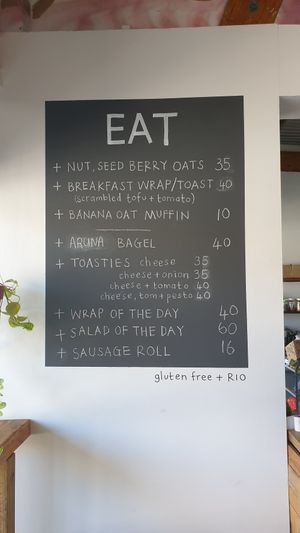 EAT
+ NUT, SEED BERRY OATS 35
+ BREAKFAST WRAP/TOAST 40
(scrambled tofu + tomato)
+ BANANA OAT MUFFIN 10
+ ARUNA BAGEL 40
+ TOASTIES cheese 35
cheese + onion 35
cheese + tomato 40
cheese, tom + pesto 40
+ WRAP OF THE DAY 40
+ SALAD OF THE DAY 60
+ SAUSAGE ROLL 16
gluten free + R10